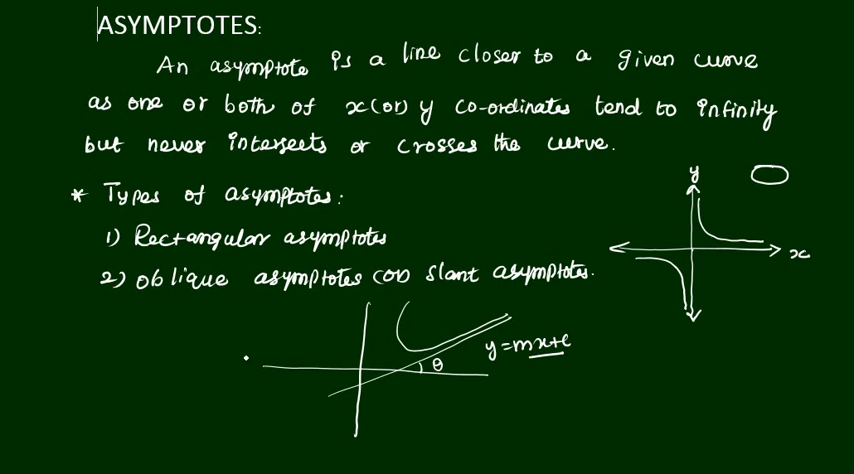 ASYMPTOTES:
An asymptote is a line closer to a given curve
as one or both of x(or) y co-ordinates tend to infinity
but never intersects or crosses the curve.
* Types of asymptotes:
1) Rectangular asymptotes
2) oblique asymptotes (or) slant asymptotes.
y
x
y=mx+c
θ